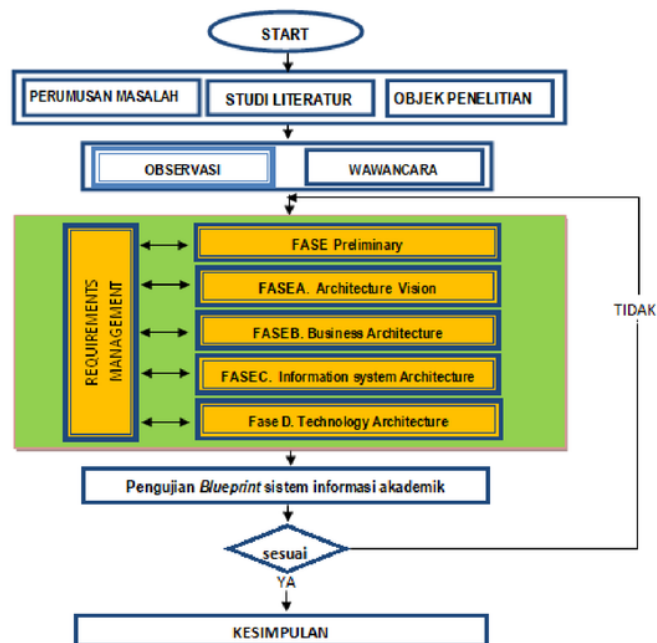 START
PERUMUSAN MASALAH
STUDI LITERATUR
OBJEK PENELITIAN
OBSERVASI
WAWANCARA
REQUIREMENTS
MANAGEMENT
FASE Preliminary
FASEA. Architecture Vision
FASEB. Business Architecture
FASEC. Information system Architecture
Fase D. Technology Architecture
TIDAK
Pengujian Blueprint sistem informasi akademik
sesuai
YA
KESIMPULAN